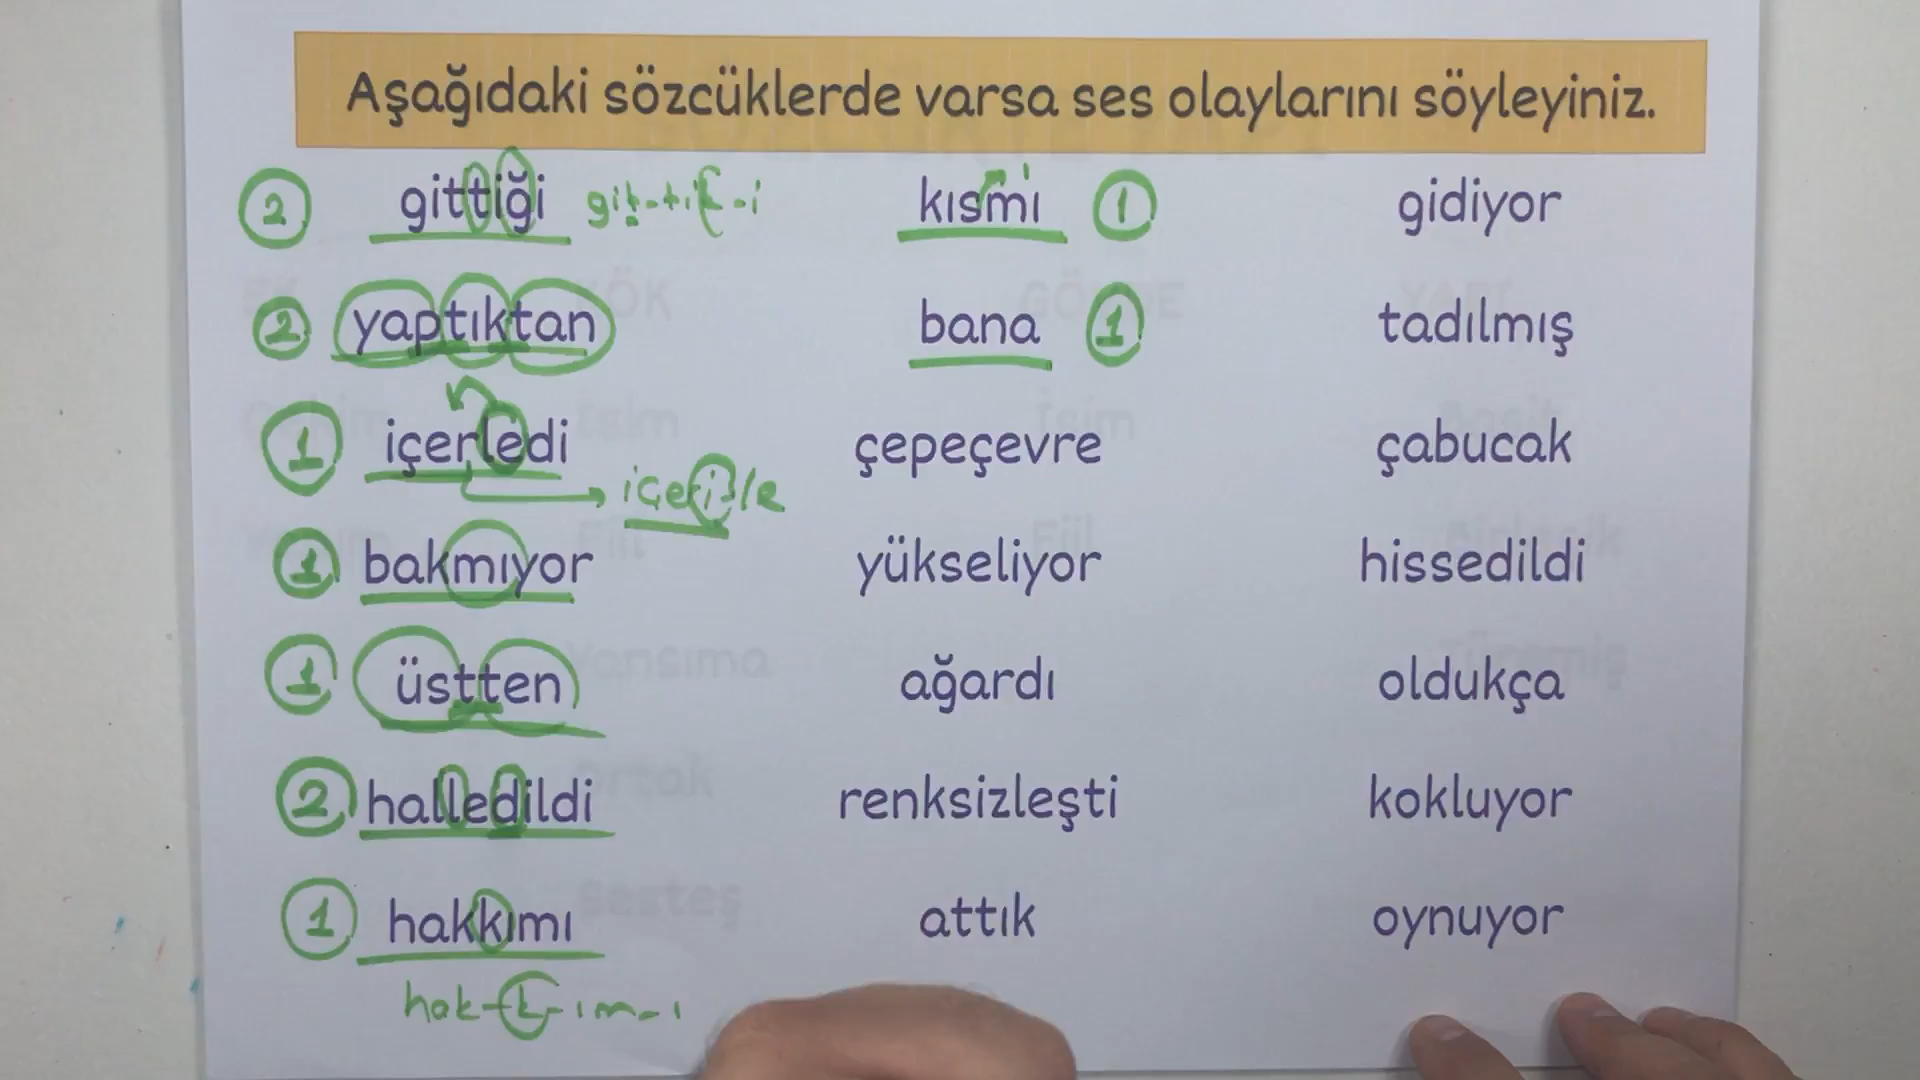 Aşağıdaki sözcüklerde varsa ses olaylarını söyleyiniz.
2 gittiği git-tik-i kısmı 1 gidiyor
2 yaptıktan bana 1 tadılmış
1 içerledi çepeçevre çabucak
içeri-le
1 bakmıyor yükseliyor hissedildi
1 üstten ağardı oldukça
2 halledildi renksizleşti kokluyor
1 hakkımı attık oynuyor
hak-k-ım-ı